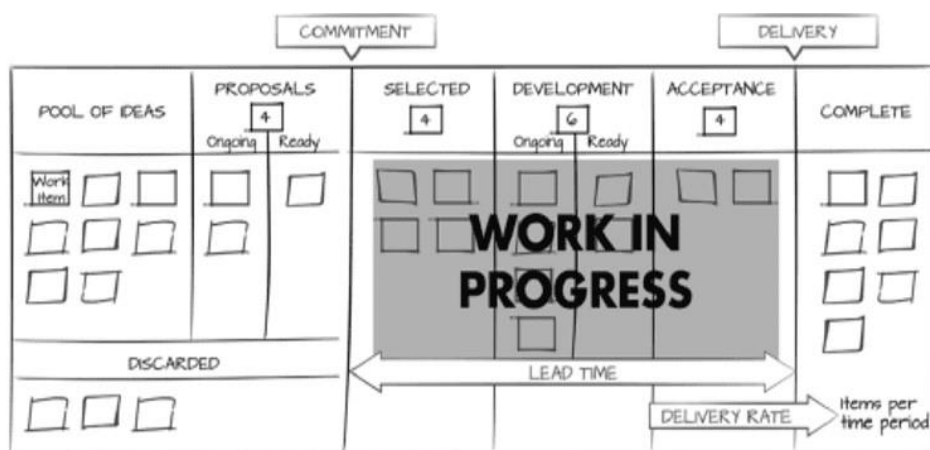 COMMITMENT
DELIVERY
POOL OF IDEAS
PROPOSALS
4
Ongoing
Ready
SELECTED
4
DEVELOPMENT
6
Ongoing
Ready
ACCEPTANCE
4
COMPLETE
Work
Item
WORK IN
PROGRESS
DISCARDED
LEAD TIME
DELIVERY RATE
Items per
time period